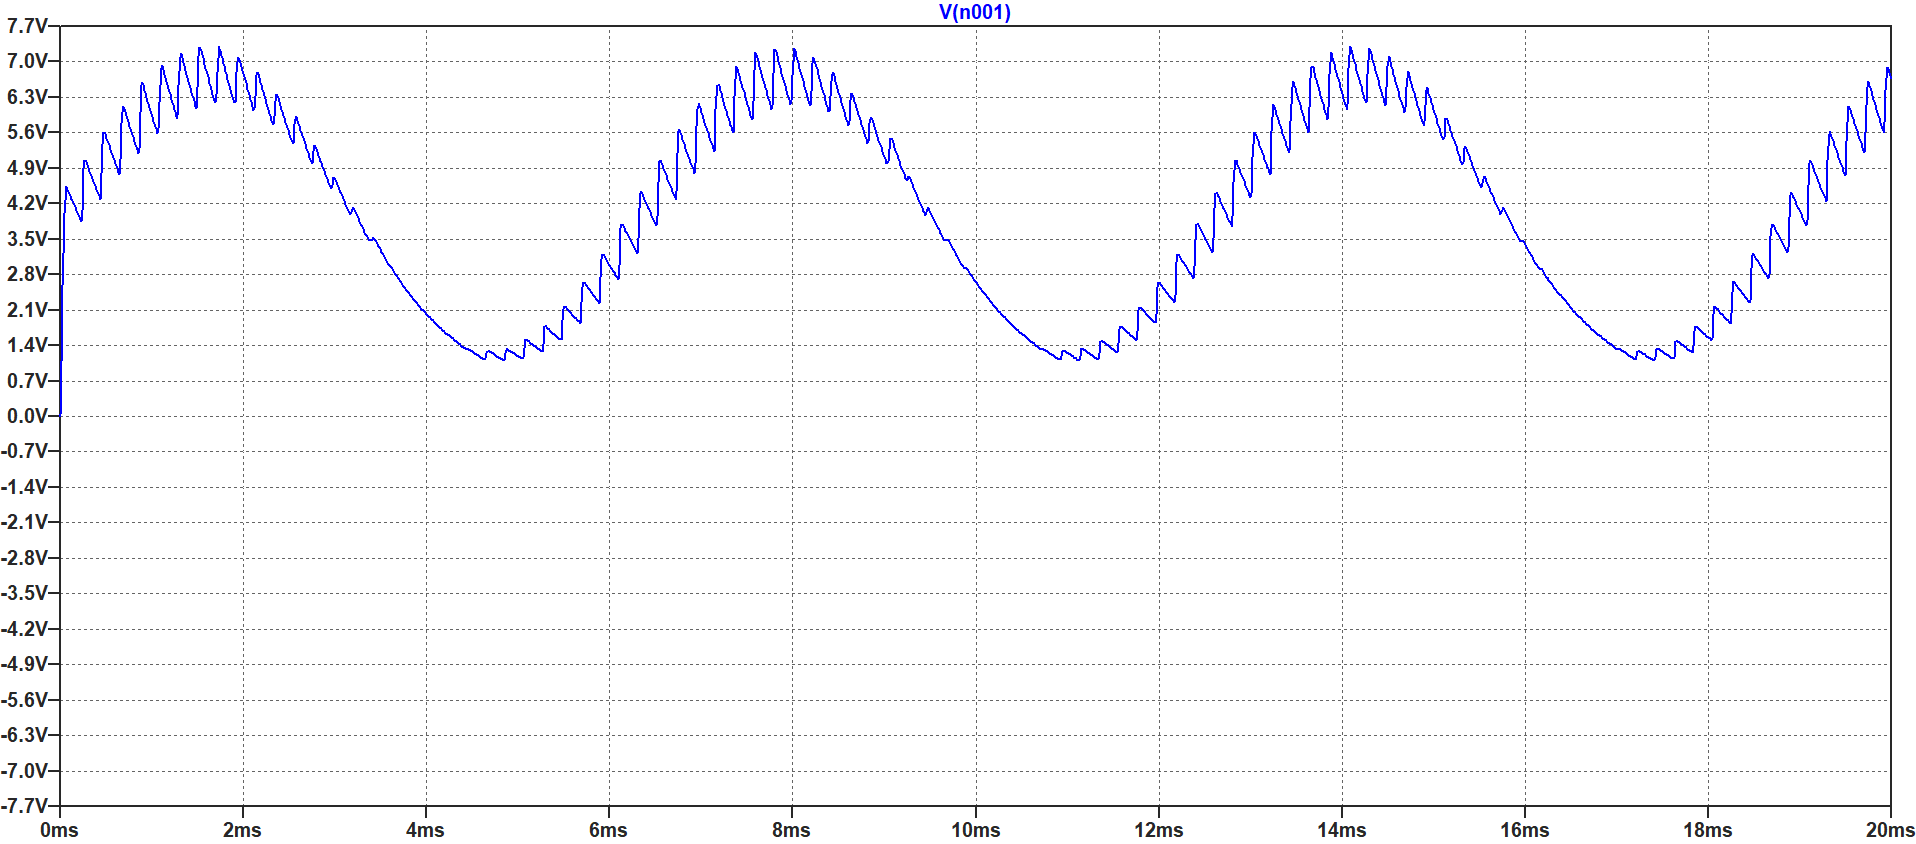 V(n001)
7.7V
7.0V
6.3V
5.6V
4.9V
4.2V
3.5V
2.8V
2.1V
1.4V
0.7V
0.0V
-0.7V
-1.4V
-2.1V
-2.8V
-3.5V
-4.2V
-4.9V
-5.6V
-6.3V
-7.0V
-7.7V
0ms 2ms 4ms 6ms 8ms 10ms 12ms 14ms 16ms 18ms 20ms